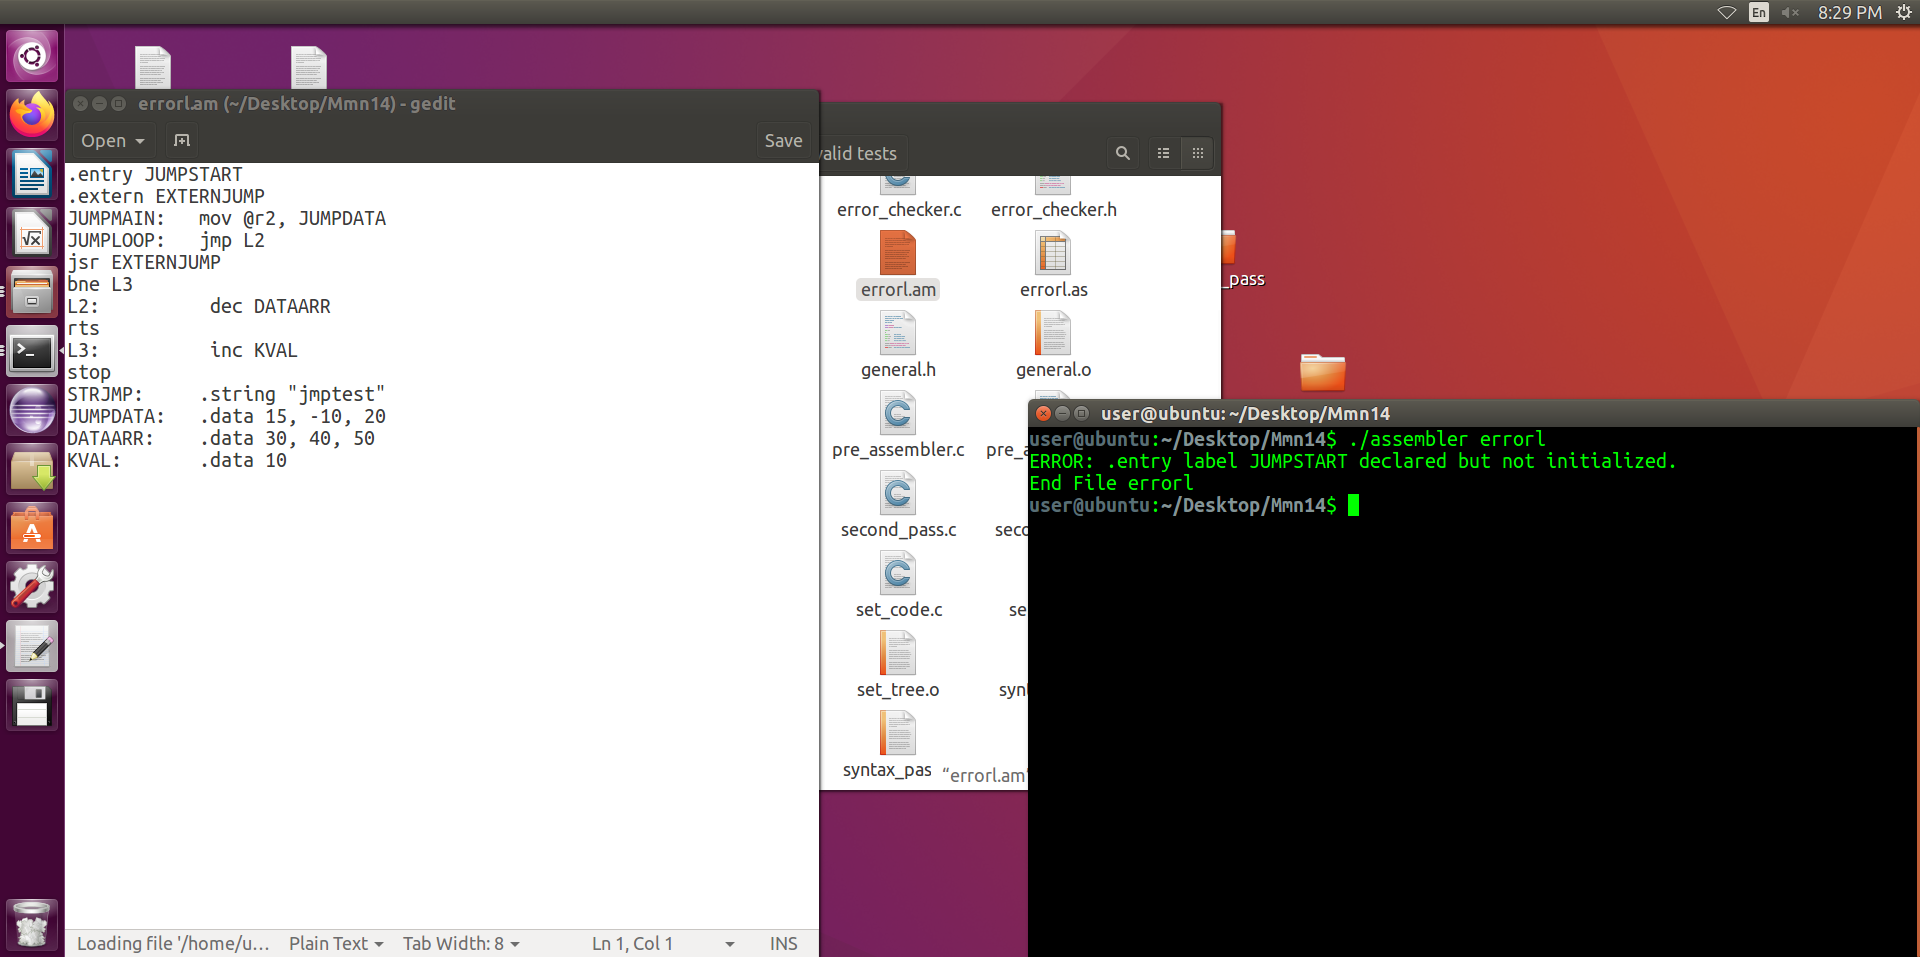 En
8:29 PM
errorl.am (~/Desktop/Mmn14) - gedit
Open
Save
.entry JUMPSTART
.extern EXTERNJUMP
JUMPMAIN: mov @r2, JUMPDATA
JUMPLOOP: jmp L2
jsr EXTERNJUMP
bne L3
L2: dec DATAARR
rts
L3: inc KVAL
stop
STRJMP: .string "jmptest"
JUMPDATA: .data 15, -10, 20
DATAARR: .data 30, 40, 50
KVAL: .data 10
Loading file '/home/u… Plain Text Tab Width: 8 Ln 1, Col 1 INS
valid tests
error_checker.c error_checker.h
errorl.am errorl.as
general.h general.o
pre_assembler.c pre_a
second_pass.c seco
set_code.c se
set_tree.o syn
syntax_pas “errorl.am”
_pass
user@ubuntu: ~/Desktop/Mmn14
user@ubuntu:~/Desktop/Mmn14$ ./assembler errorl
ERROR: .entry label JUMPSTART declared but not initialized.
End File errorl
user@ubuntu:~/Desktop/Mmn14$